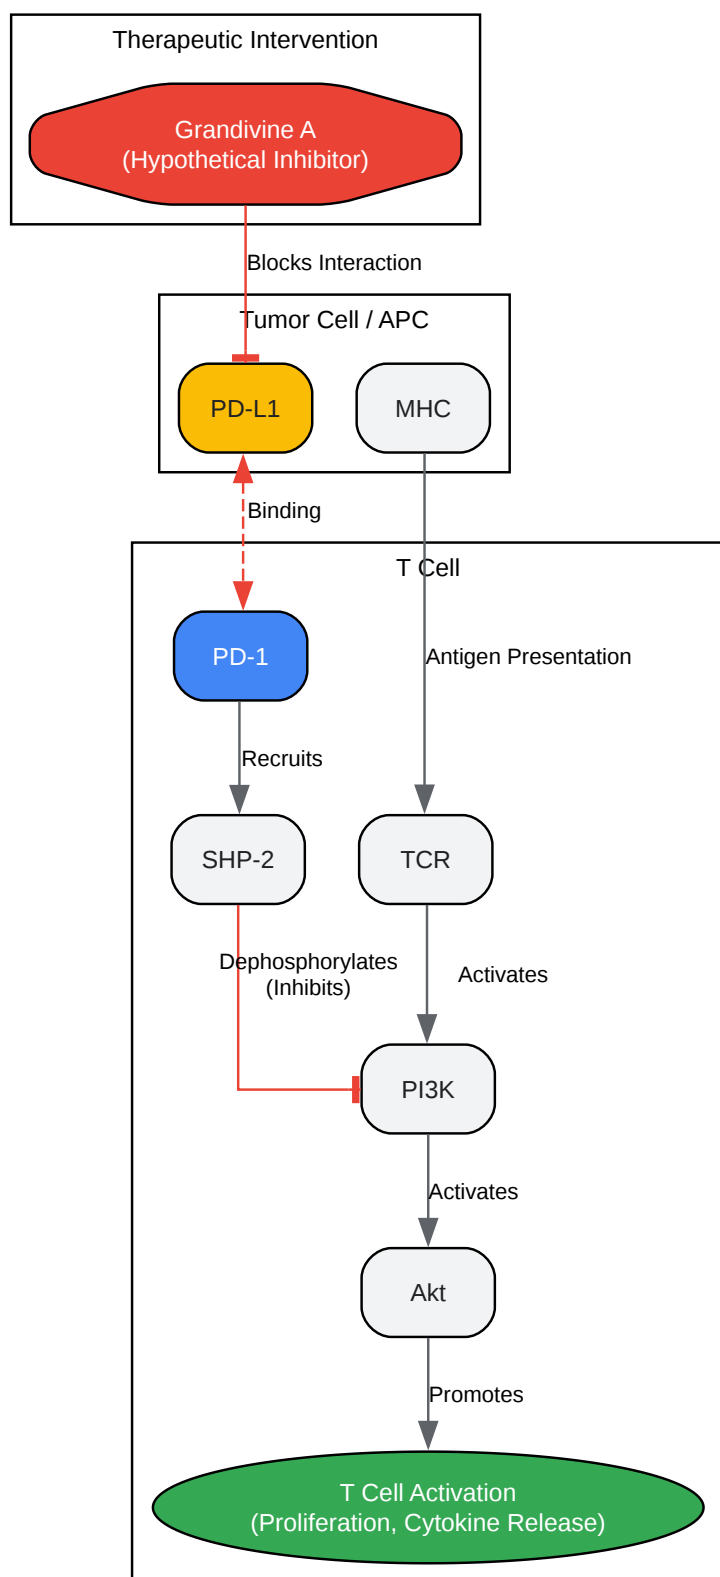 Therapeutic Intervention
Grandivine A
(Hypothetical Inhibitor)
Blocks Interaction
Tumor Cell / APC
PD-L1
MHC
Binding
T Cell
PD-1
Antigen Presentation
Recruits
SHP-2
TCR
Dephosphorylates
(Inhibits)
Activates
PI3K
Activates
Akt
Promotes
T Cell Activation
(Proliferation, Cytokine Release)